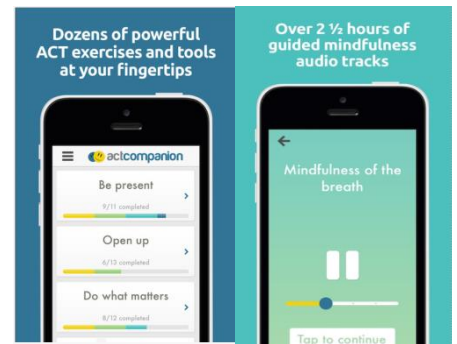 Dozens of powerful
ACT exercises and tools
at your fingertips
actcompanion
Be present
9/11 completed
Open up
6/13 completed
Do what matters
8/12 completed
Over 2 ½ hours of
guided mindfulness
audio tracks
Mindfulness of the
breath
Tap to continue